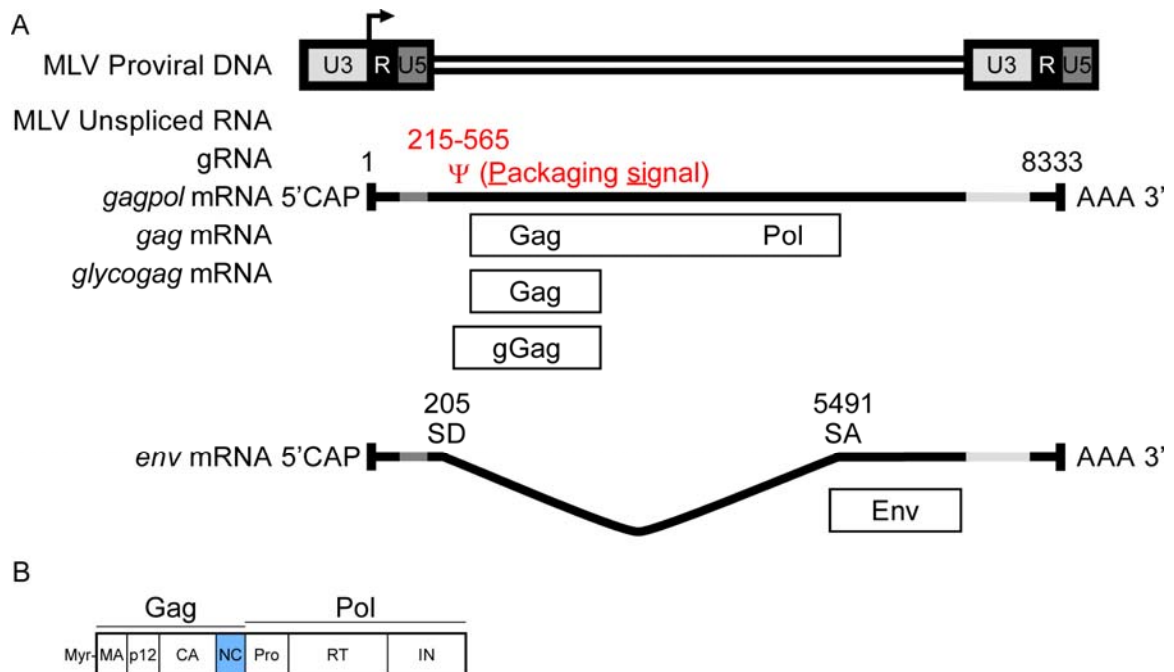 A
MLV Proviral DNA
U3 R U5
U3 R U5
MLV Unspliced RNA
gRNA
gagpol mRNA
gag mRNA
glycogag mRNA
215-565
Ψ (Packaging signal)
1
8333
5'CAP
AAA 3'
Gag Pol
Gag
gGag
205
SD
5491
SA
env mRNA 5'CAP
AAA 3'
Env
B
Gag Pol
Myr- MA p12 CA NC Pro RT IN